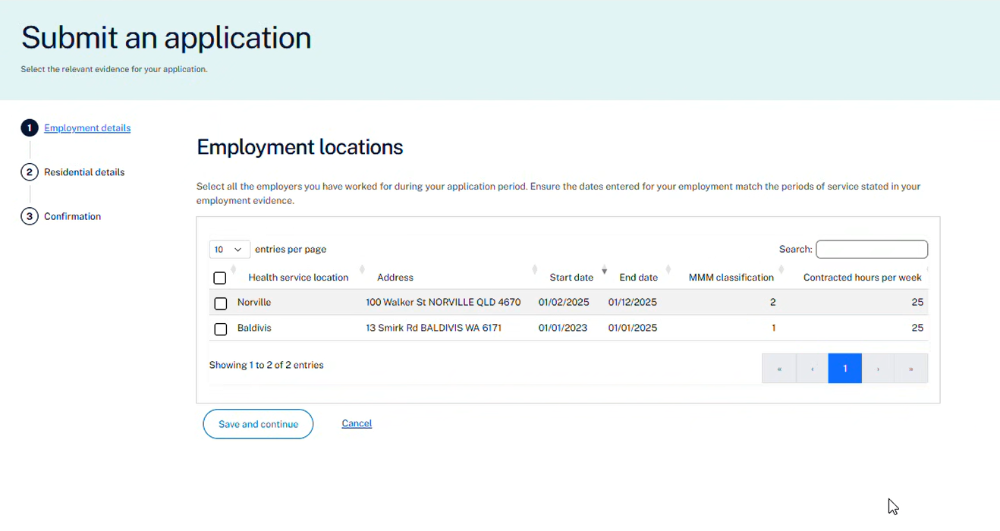 Submit an application
Select the relevant evidence for your application.
1 Employment details
2 Residential details
3 Confirmation
Employment locations
Select all the employers you have worked for during your application period. Ensure the dates entered for your employment match the periods of service stated in your
employment evidence.
10 entries per page
Search:
Health service location Address Start date End date MMM classification Contracted hours per week
Norville 100 Walker St NORVILLE QLD 4670 01/02/2025 01/12/2025 2 25
Baldivis 13 Smirk Rd BALDIVIS WA 6171 01/01/2023 01/01/2025 1 25
Showing 1 to 2 of 2 entries
« ‹ 1 › »
Save and continue Cancel